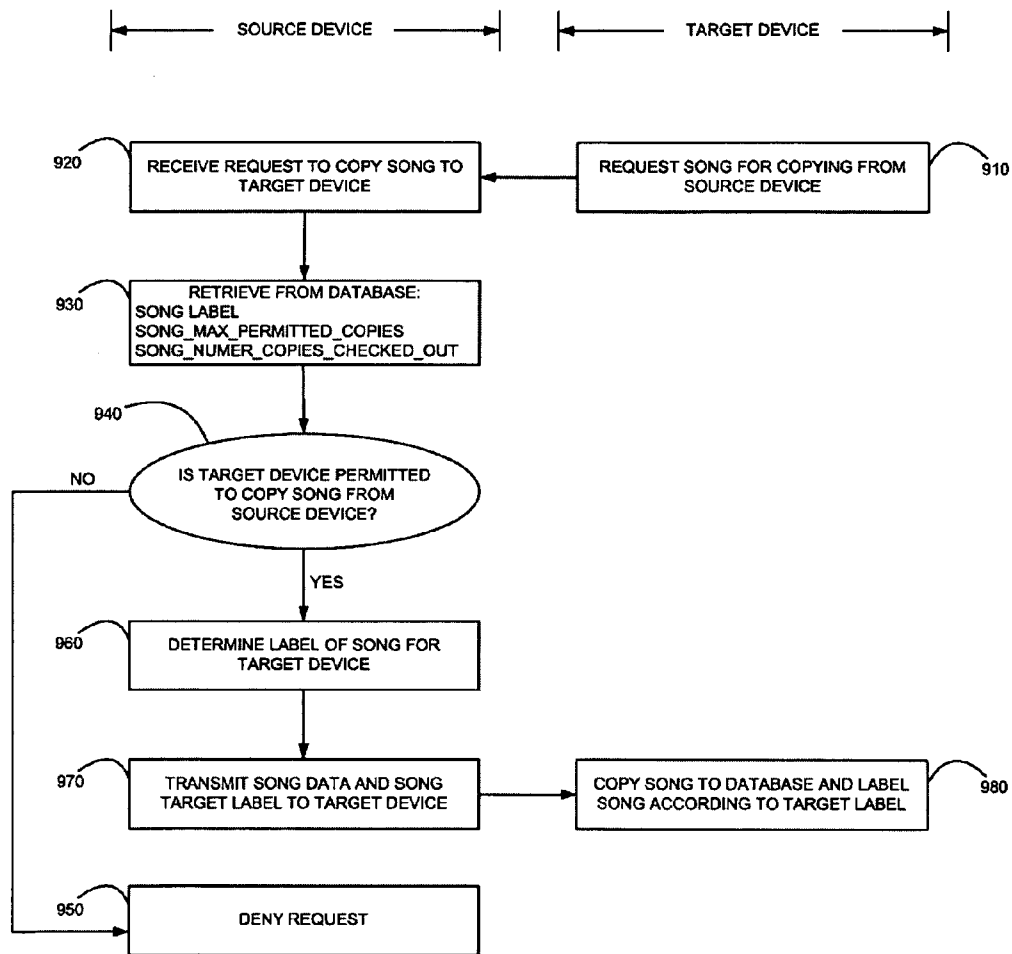 SOURCE DEVICE
TARGET DEVICE
920
RECEIVE REQUEST TO COPY SONG TO
TARGET DEVICE
REQUEST SONG FOR COPYING FROM
SOURCE DEVICE
910
930
RETRIEVE FROM DATABASE:
SONG LABEL
SONG_MAX_PERMITTED_COPIES
SONG_NUMER_COPIES_CHECKED_OUT
940
IS TARGET DEVICE PERMITTED
TO COPY SONG FROM
SOURCE DEVICE?
NO
YES
960
DETERMINE LABEL OF SONG FOR
TARGET DEVICE
970
TRANSMIT SONG DATA AND SONG
TARGET LABEL TO TARGET DEVICE
COPY SONG TO DATABASE AND LABEL
SONG ACCORDING TO TARGET LABEL
980
950
DENY REQUEST